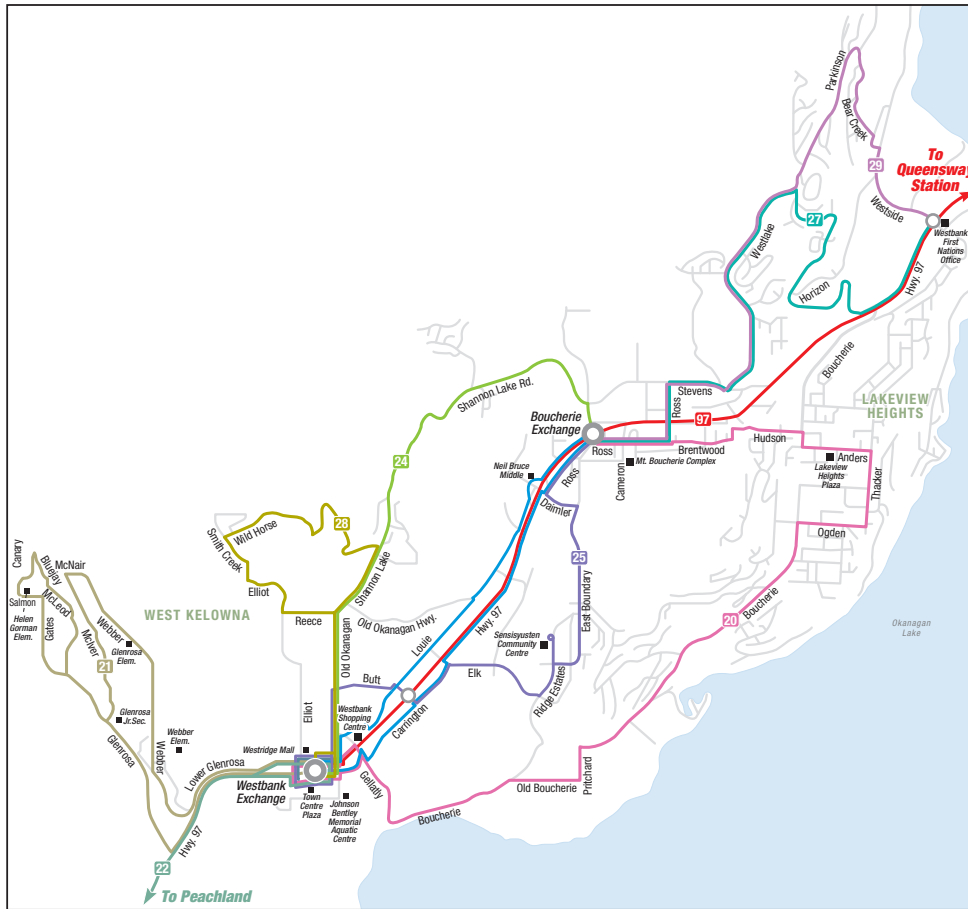 Parkinson
Bear Creek
29
To
Queensway
Station
Westside
27
Westbank
First
Nations
Office
Westlake
Horizon
Hwy. 97
Boucherie
Shannon Lake Rd.
Stevens
Ross
LAKEVIEW
HEIGHTS
Boucherie
Exchange
97
Hudson
Ross
Brentwood
Cameron
Mt. Boucherie Complex
Anders
Lakeview
Heights
Plaza
Thacker
24
Neil Bruce
Middle
Ross
Daimler
Ogden
28
Wild Horse
Smith Creek
25
Canary
Bluejay
McNair
Elliot
Shannon Lake
East Boundary
Boucherie
20
Salmon
/
Helen
Gorman
Elem.
McLeod
Gates
WEST KELOWNA
Reece
Old Okanagan Hwy.
Hwy. 97
Okanagan
Lake
McIver
Webber
Glenrosa
Elem.
Old Okanagan
Louie
Sensisyusten
Community
Centre
21
Butt
Elk
Ridge Estates
Glenrosa
Jr.Sec.
Elliot
Westbank
Shopping
Centre
Carrington
Webber
Elem.
Glenrosa
Webber
Westridge Mall
Lower Glenrosa
Pritchard
Westbank
Exchange
Gellatly
Old Boucherie
Town
Centre
Plaza
Johnson
Bentley
Memorial
Aquatic
Centre
Boucherie
Hwy. 97
22
To Peachland